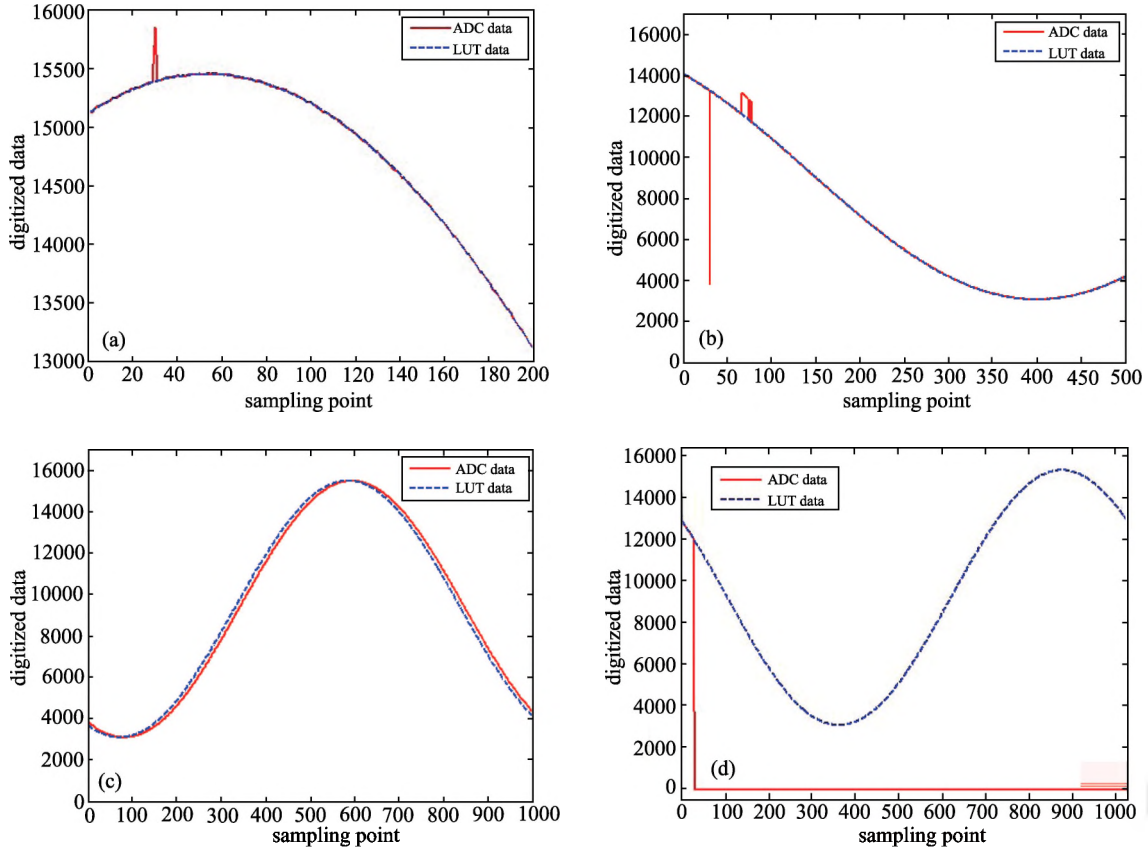 16000
15500
15000
14500
14000
13500
13000
digitized data
ADC data
LUT data
(a)
0 20 40 60 80 100 120 140 160 180 200
sampling point
16000
14000
12000
10000
8000
6000
4000
2000
0
digitized data
ADC data
LUT data
(b)
0 50 100 150 200 250 300 350 400 450 500
sampling point
16000
14000
12000
10000
8000
6000
4000
2000
0
digitized data
ADC data
LUT data
(c)
0 100 200 300 400 500 600 700 800 900 1000
sampling point
16000
14000
12000
10000
8000
6000
4000
2000
0
digitized data
ADC data
LUT data
(d)
0 100 200 300 400 500 600 700 800 900 1000
sampling point